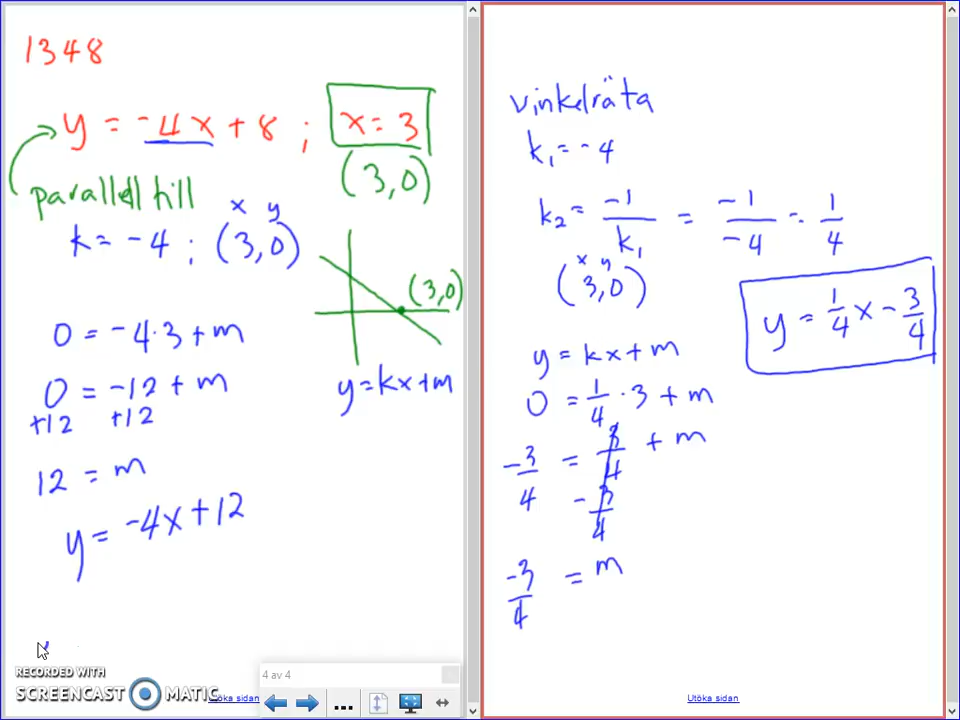 1348
y = -4x + 8 ; x = 3
(3,0)
parallell till
x y
k = -4 ; (3,0)
(3,0)
0 = -4·3 + m
y = kx + m
0 = -12 + m
+12 +12
12 = m
y = -4x + 12
RECORDED WITH
SCREENCAST MATIC
Utöka sidan
4 av 4
vinkelräta
k₁ = -4
k₂ = -1/k₁ = -1/-4 = 1/4
x y
(3,0)
y = 1/4 x - 3/4
y = kx + m
0 = 1/4 · 3 + m
-3/4 = 3/4 + m
- 3/4
-3/4 = m
Utöka sidan